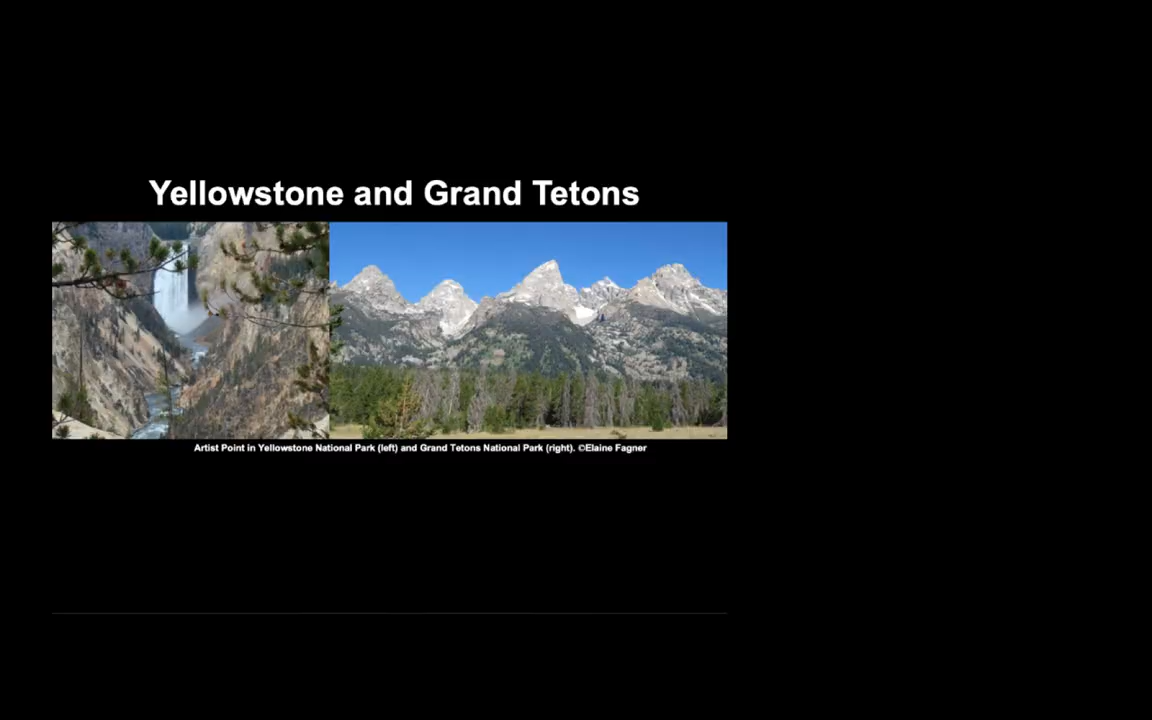 Yellowstone and Grand Tetons
Artist Point in Yellowstone National Park (left) and Grand Tetons National Park (right). ©Elaine Fagner